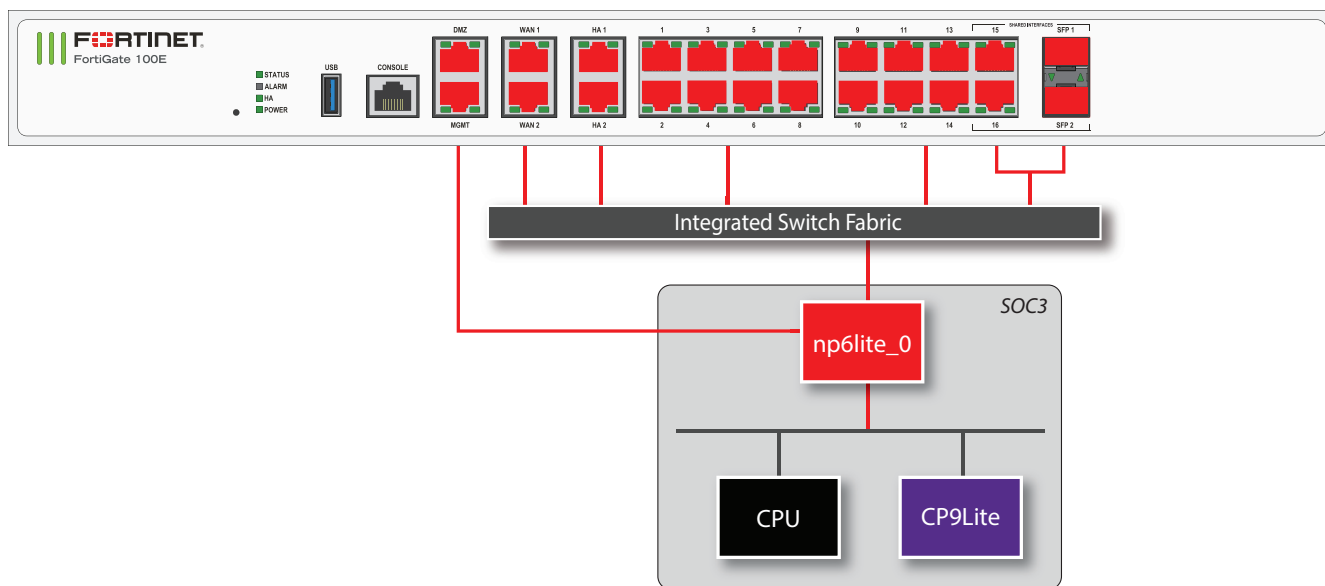 FORTINET
FortiGate 100E
STATUS
ALARM
HA
POWER
USB
CONSOLE
DMZ
MGMT
WAN 1
WAN 2
HA 1
HA 2
1 3 5 7
2 4 6 8
9 11 13 15
10 12 14 16
SHARED INTERFACES
SFP 1
SFP 2
Integrated Switch Fabric
SOC3
np6lite_0
CPU
CP9Lite